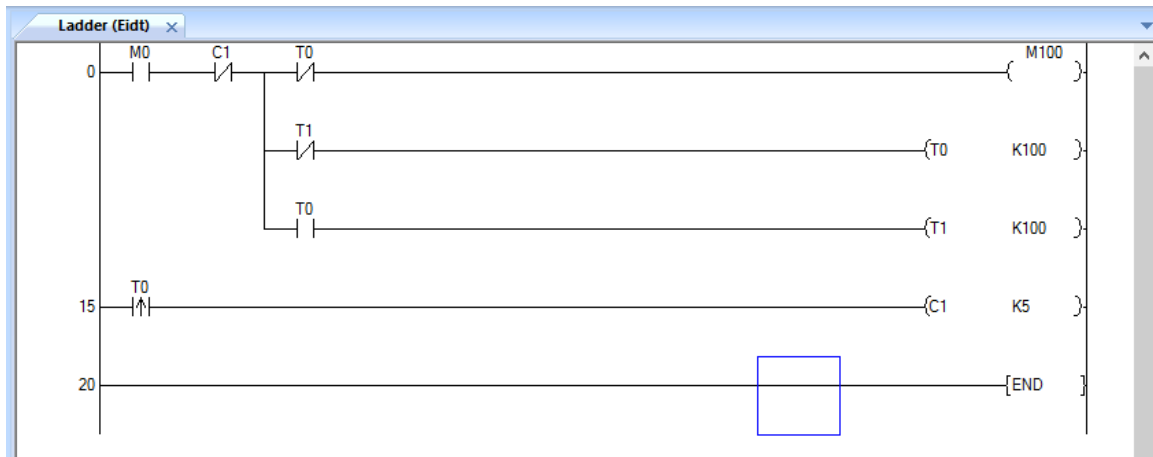 Ladder (Eidt)
M0 C1 T0 M100
0
T1
T0 K100
T0
T1 K100
T0
15 C1 K5
20 END